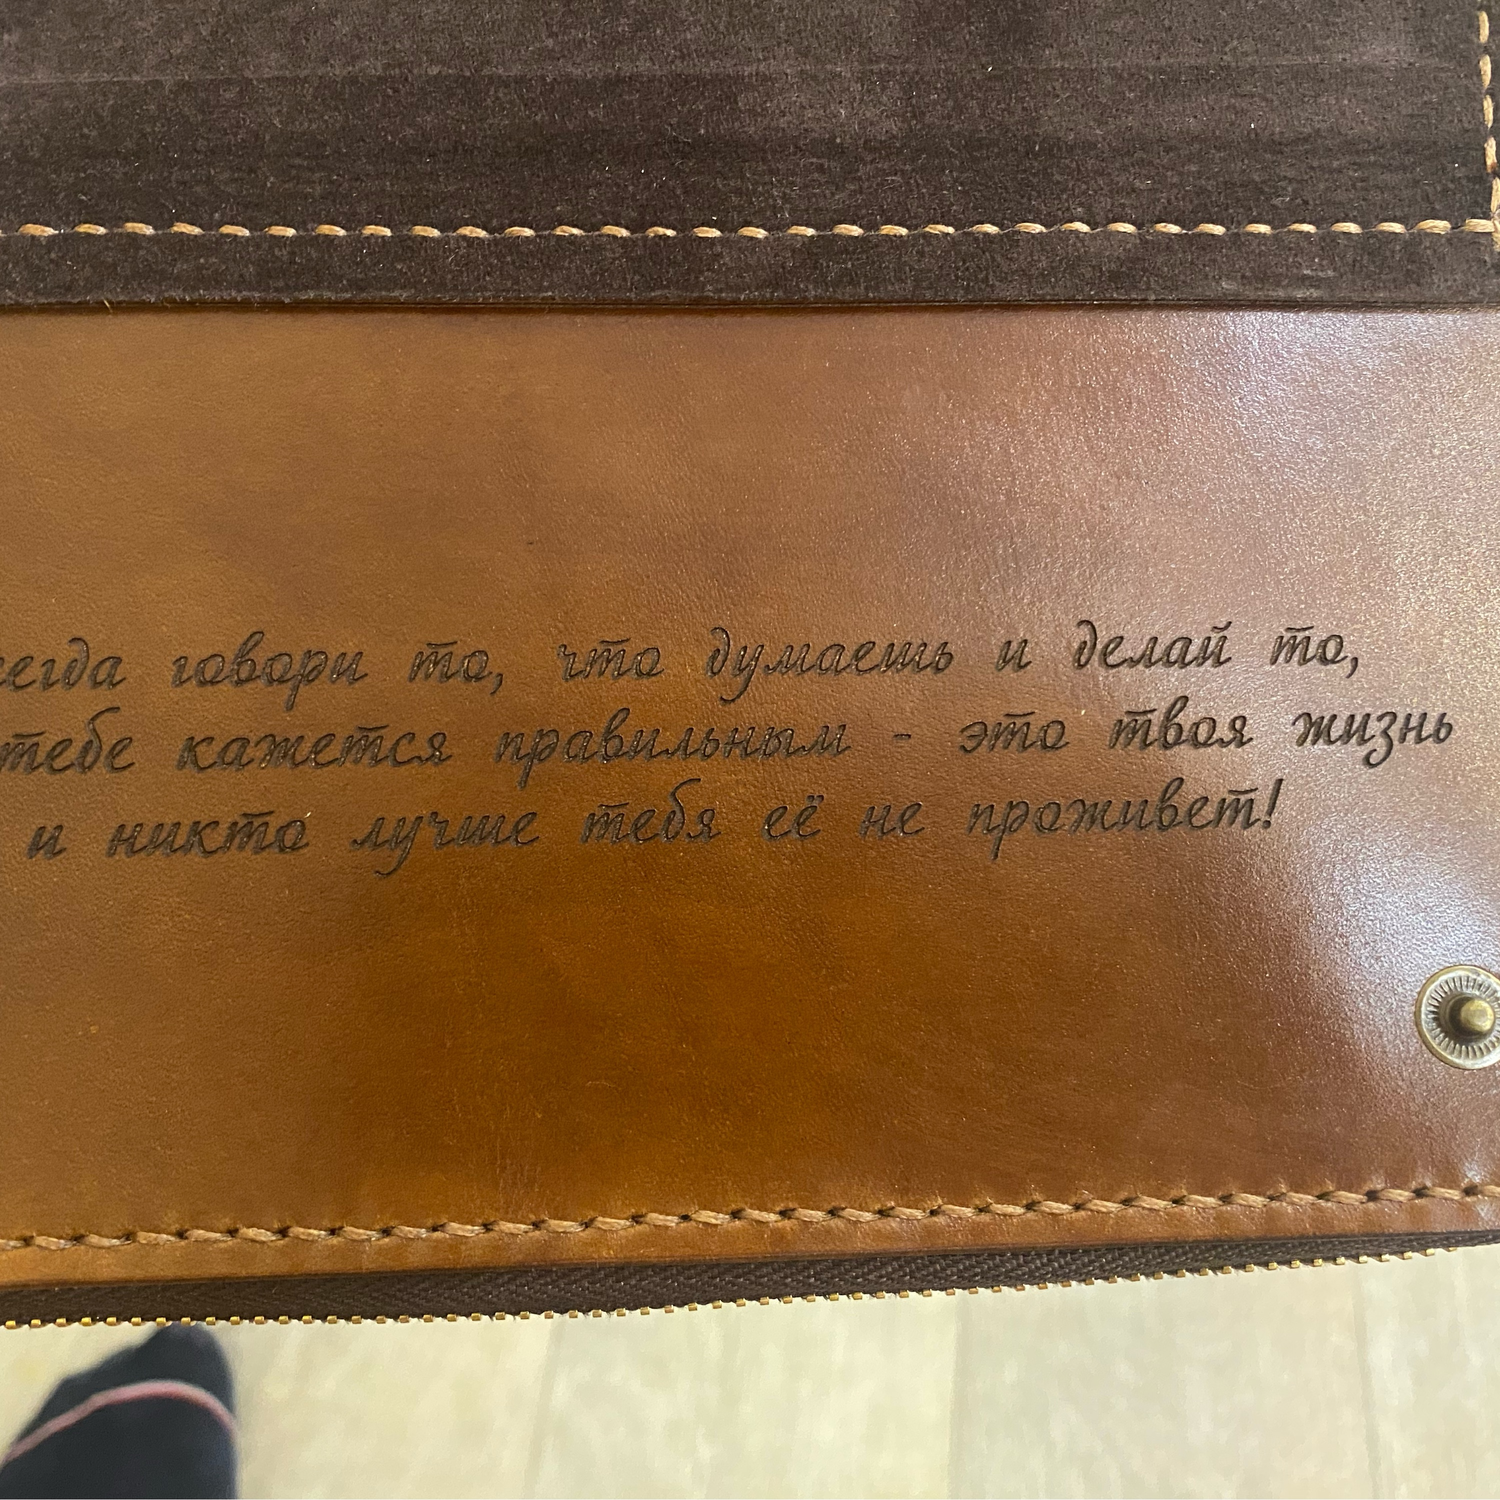 говори то, что думаешь и делай то,
тебе кажется правильным - это твоя жизнь
и никто лучше тебя её не проживет!